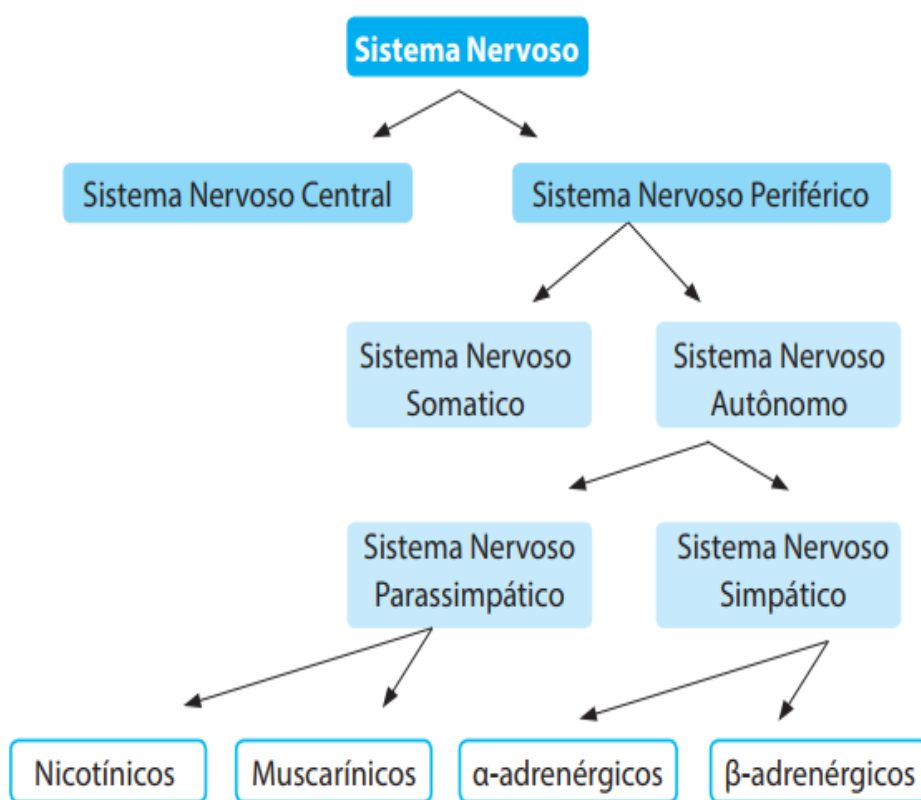 Sistema Nervoso
Sistema Nervoso Central
Sistema Nervoso Periférico
Sistema Nervoso
Somatico
Sistema Nervoso
Autônomo
Sistema Nervoso
Parassimpático
Sistema Nervoso
Simpático
Nicotínicos
Muscarínicos
α-adrenérgicos
β-adrenérgicos